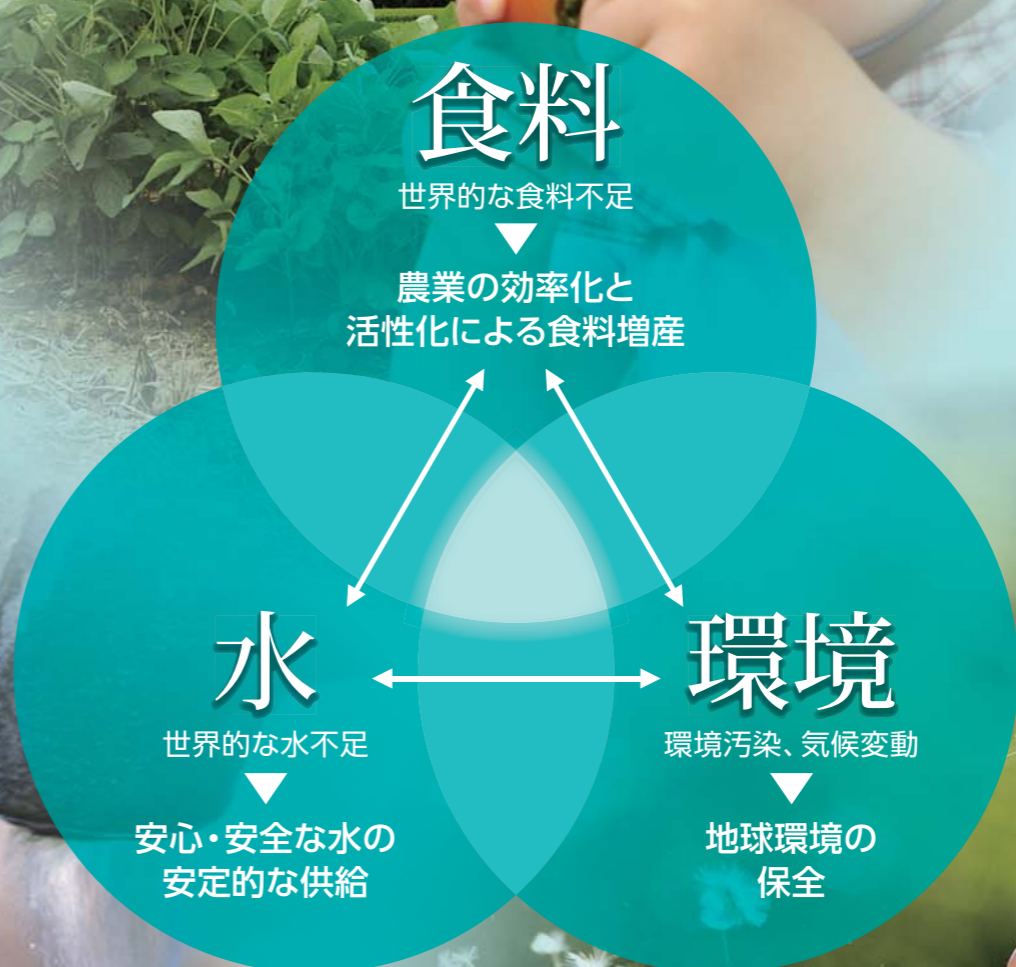 食料
世界的な食料不足
農業の効率化と
活性化による食料増産
水
世界的な水不足
安心・安全な水の
安定的な供給
環境
環境汚染、気候変動
地球環境の
保全